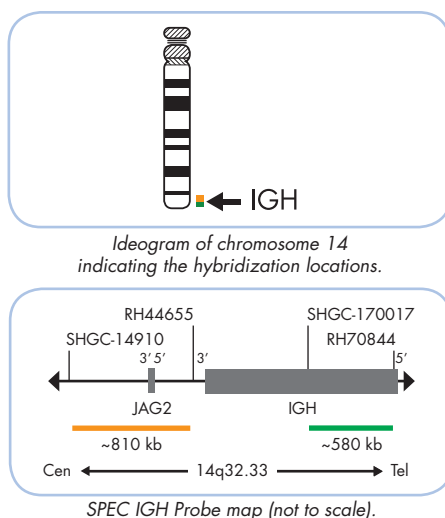 IGH
Ideogram of chromosome 14
indicating the hybridization locations.
RH44655
SHGC-170017
SHGC-14910
RH70844
3' 5'
3'
5'
JAG2
IGH
~810 kb
~580 kb
Cen
14q32.33
Tel
SPEC IGH Probe map (not to scale).